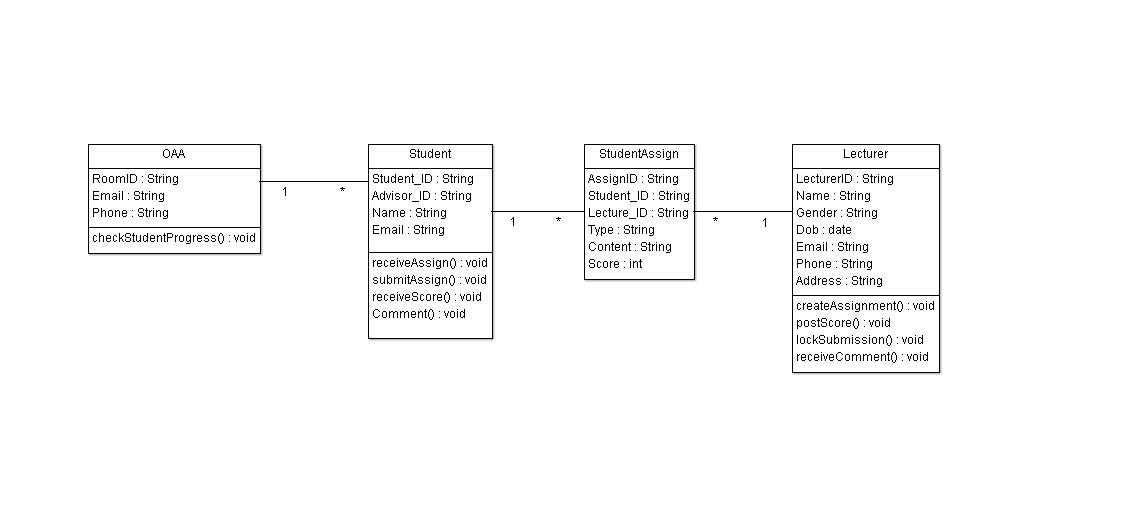 OAA
RoomID : String
Email : String
Phone : String
checkStudentProgress() : void
1
*
Student
Student_ID : String
Advisor_ID : String
Name : String
Email : String
receiveAssign() : void
submitAssign() : void
receiveScore() : void
Comment() : void
1
*
StudentAssign
AssignID : String
Student_ID : String
Lecture_ID : String
Type : String
Content : String
Score : int
*
1
Lecturer
LecturerID : String
Name : String
Gender : String
Dob : date
Email : String
Phone : String
Address : String
createAssignment() : void
postScore() : void
lockSubmission() : void
receiveComment() : void